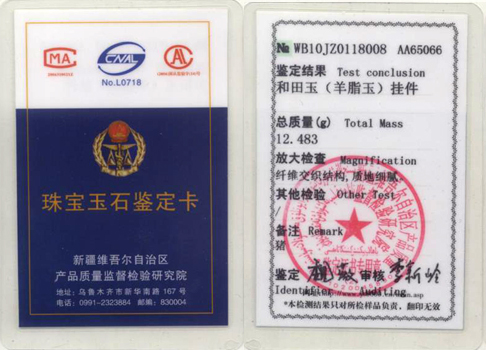 MA
CNAL
No.L0718
AL
珠宝玉石鉴定卡
新疆维吾尔自治区
产品质量监督检验研究院
地址：乌鲁木齐市新华南路 167 号
电话：0991-2323884 邮编：830004
№ WB10JZ0118008 AA65066
鉴定结果 Test conclusion
和田玉（羊脂玉）挂件
总质量(g) Total Mass
12.483
放大检查 Magnification
纤维交织结构,质地细腻.
其他检验 Other Test
/
备注 Remark
猪
鉴定 审核
Identifier Auditing
*本检测结果只对所检样品负责，翻印无效